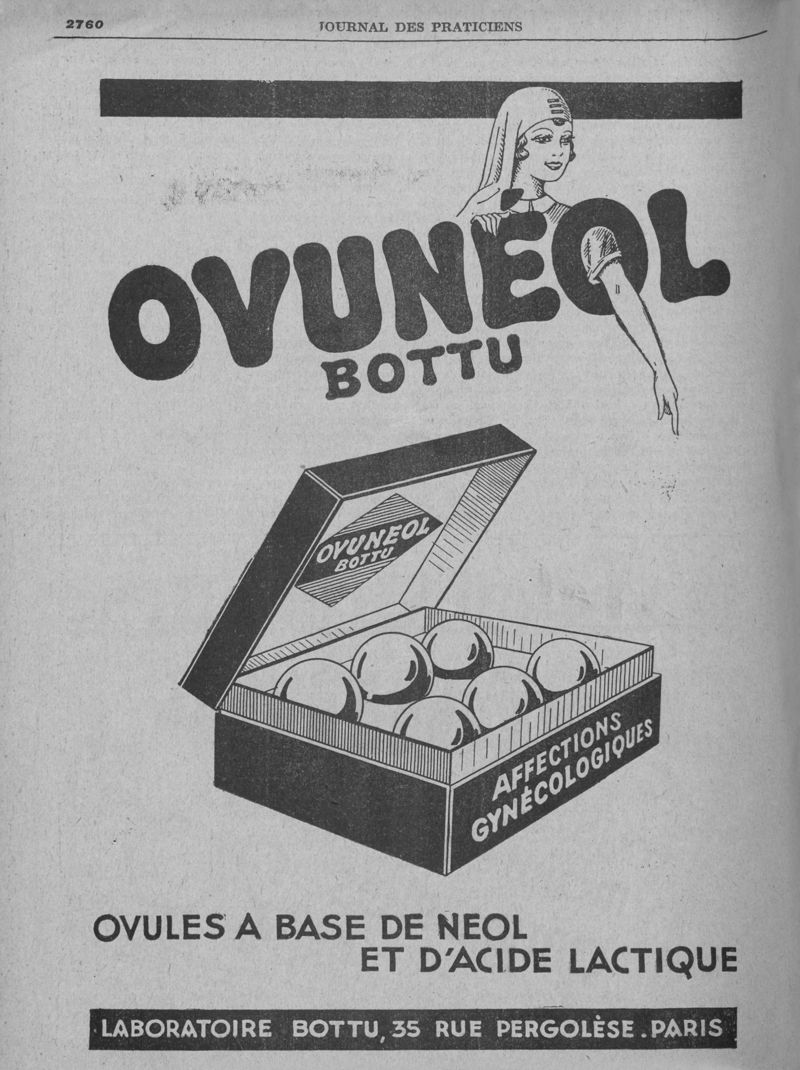 2760
JOURNAL DES PRATICIENS
OVUNÉOL
BOTTU
OVUNEOL
BOTTU
AFFECTIONS
GYNÉCOLOGIQUES
OVULES A BASE DE NEOL
ET D'ACIDE LACTIQUE
LABORATOIRE BOTTU, 35 RUE PERGOLÈSE. PARIS